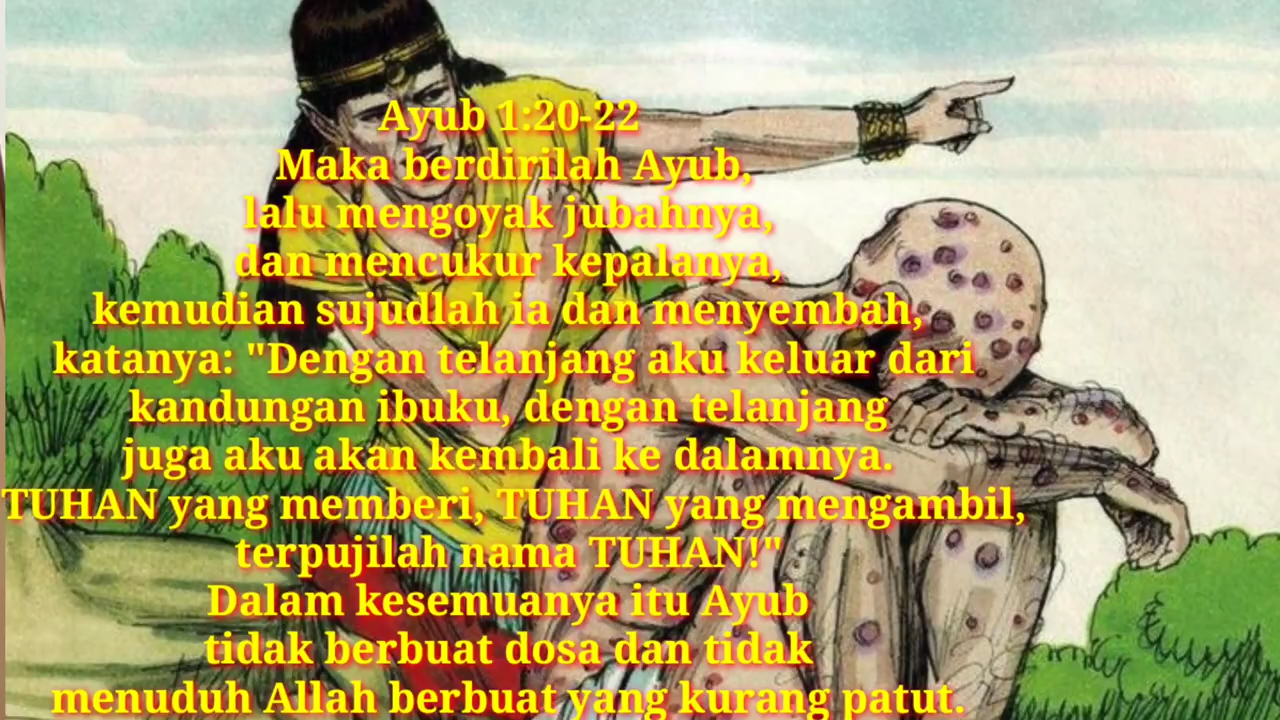 Ayub 1:20-22
Maka berdirilah Ayub,
lalu mengoyak jubahnya,
dan mencukur kepalanya,
kemudian sujudlah ia dan menyembah,
katanya: "Dengan telanjang aku keluar dari
kandungan ibuku, dengan telanjang
juga aku akan kembali ke dalamnya.
TUHAN yang memberi, TUHAN yang mengambil,
terpujilah nama TUHAN!"
Dalam kesemuanya itu Ayub
tidak berbuat dosa dan tidak
menuduh Allah berbuat yang kurang patut.